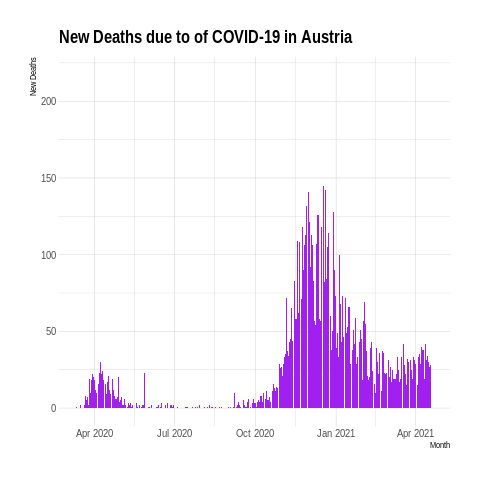 New Deaths due to of COVID-19 in Austria
New Deaths
200
150
100
50
0
Apr 2020 Jul 2020 Oct 2020 Jan 2021 Apr 2021
Month